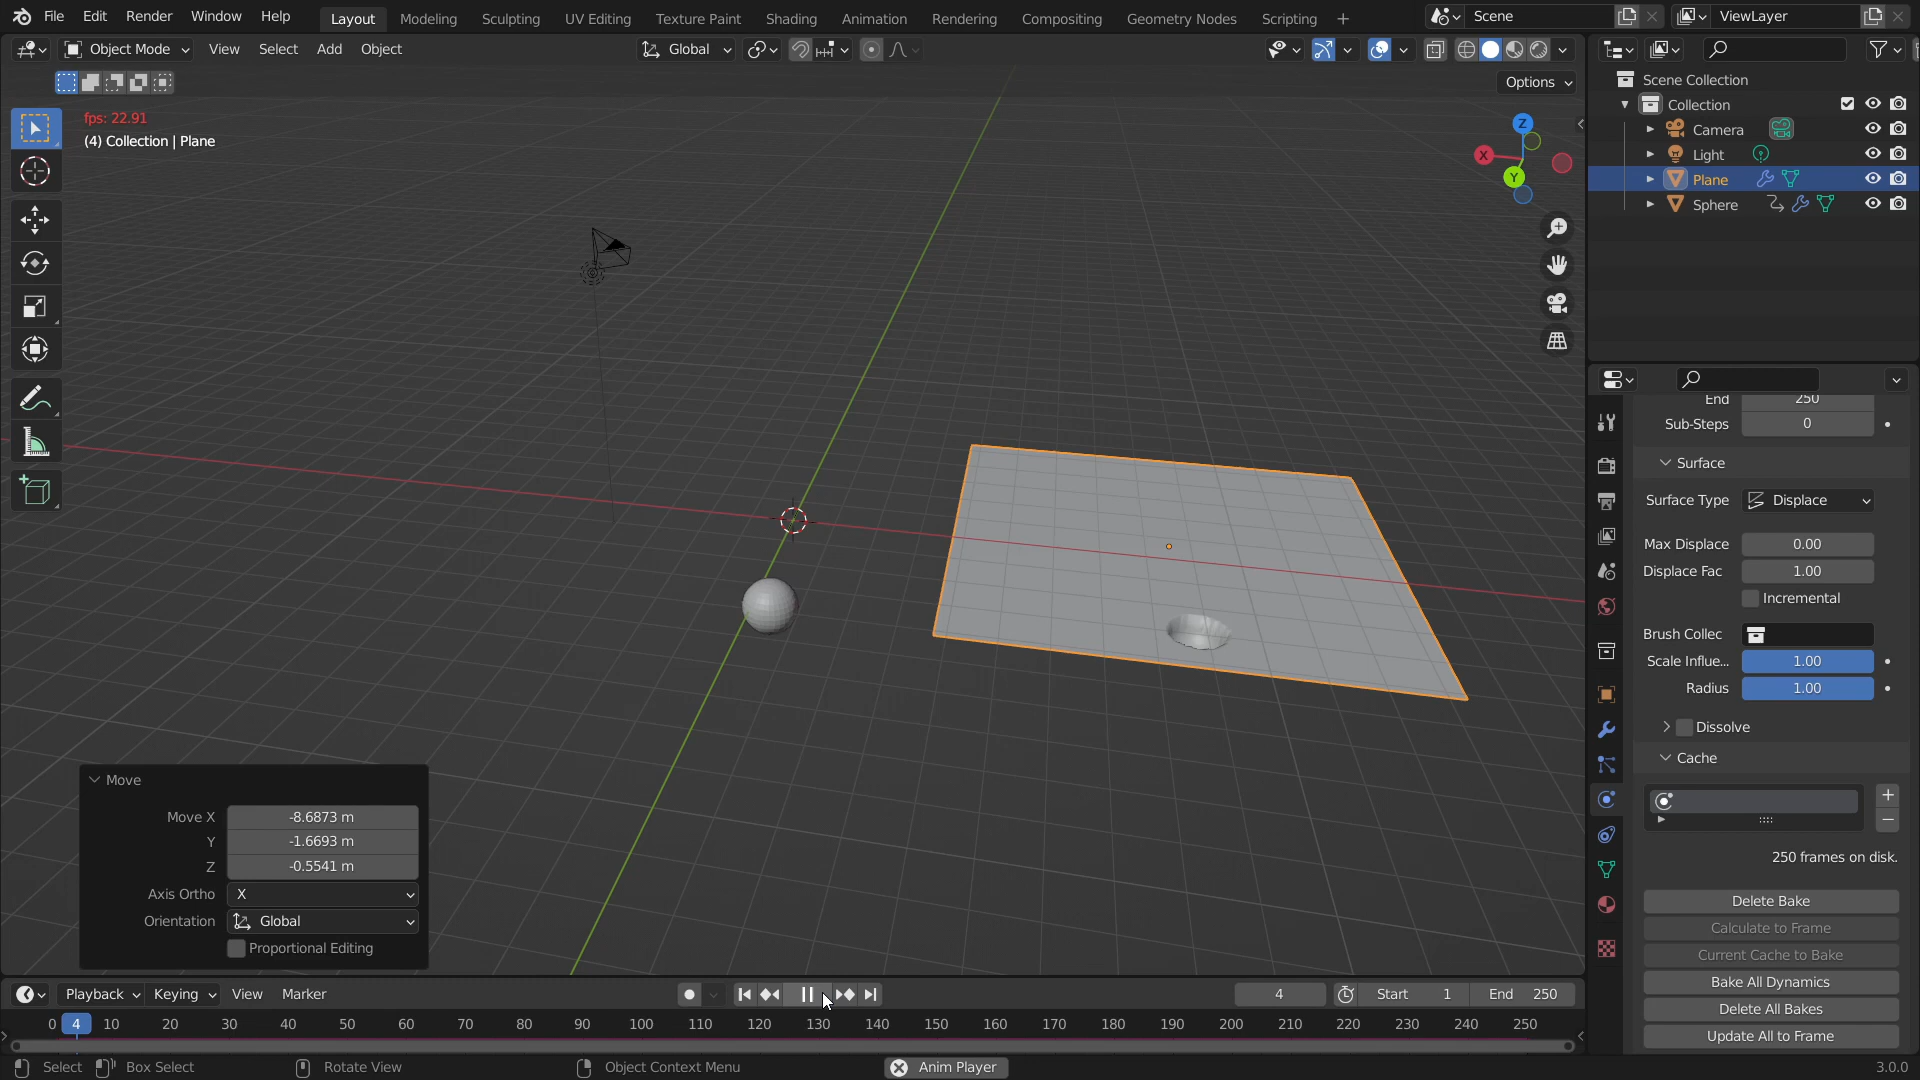 File Edit Render Window Help
Layout Modeling Sculpting UV Editing Texture Paint Shading Animation Rendering Compositing Geometry Nodes Scripting +
Scene
ViewLayer
Object Mode View Select Add Object
Global
Options
fps: 22.91
(4) Collection | Plane
Z
X
Y
Scene Collection
Collection
Camera
Light
Plane
Sphere
End 250
Sub-Steps 0
Surface
Surface Type Displace
Max Displace 0.00
Displace Fac 1.00
Incremental
Brush Collec
Scale Influe... 1.00
Radius 1.00
Dissolve
Cache
250 frames on disk.
Delete Bake
Calculate to Frame
Current Cache to Bake
Bake All Dynamics
Delete All Bakes
Update All to Frame
Move
Move X -8.6873 m
Y -1.6693 m
Z -0.5541 m
Axis Ortho X
Orientation Global
Proportional Editing
Playback Keying View Marker
4
Start 1 End 250
0 4 10 20 30 40 50 60 70 80 90 100 110 120 130 140 150 160 170 180 190 200 210 220 230 240 250
Select Box Select Rotate View Object Context Menu Anim Player 3.0.0